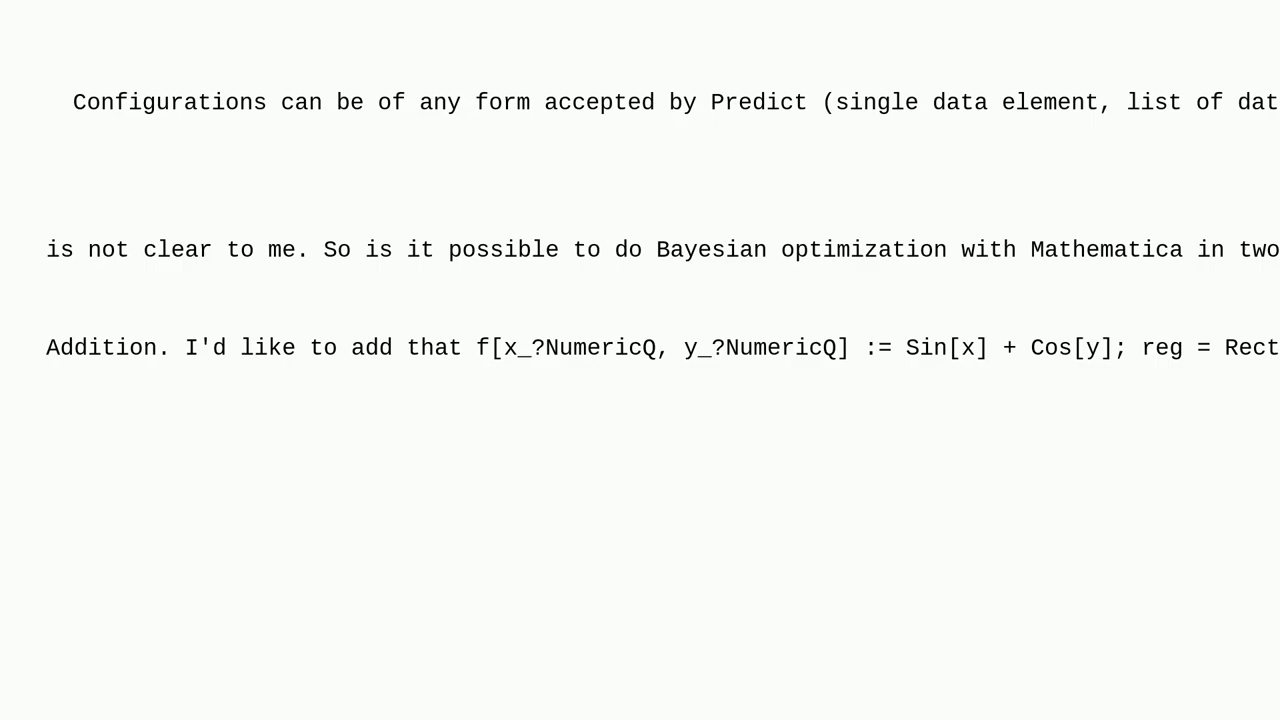 Configurations can be of any form accepted by Predict (single data element, list of dat
is not clear to me. So is it possible to do Bayesian optimization with Mathematica in two
Addition. I'd like to add that f[x_?NumericQ, y_?NumericQ] := Sin[x] + Cos[y]; reg = Rect